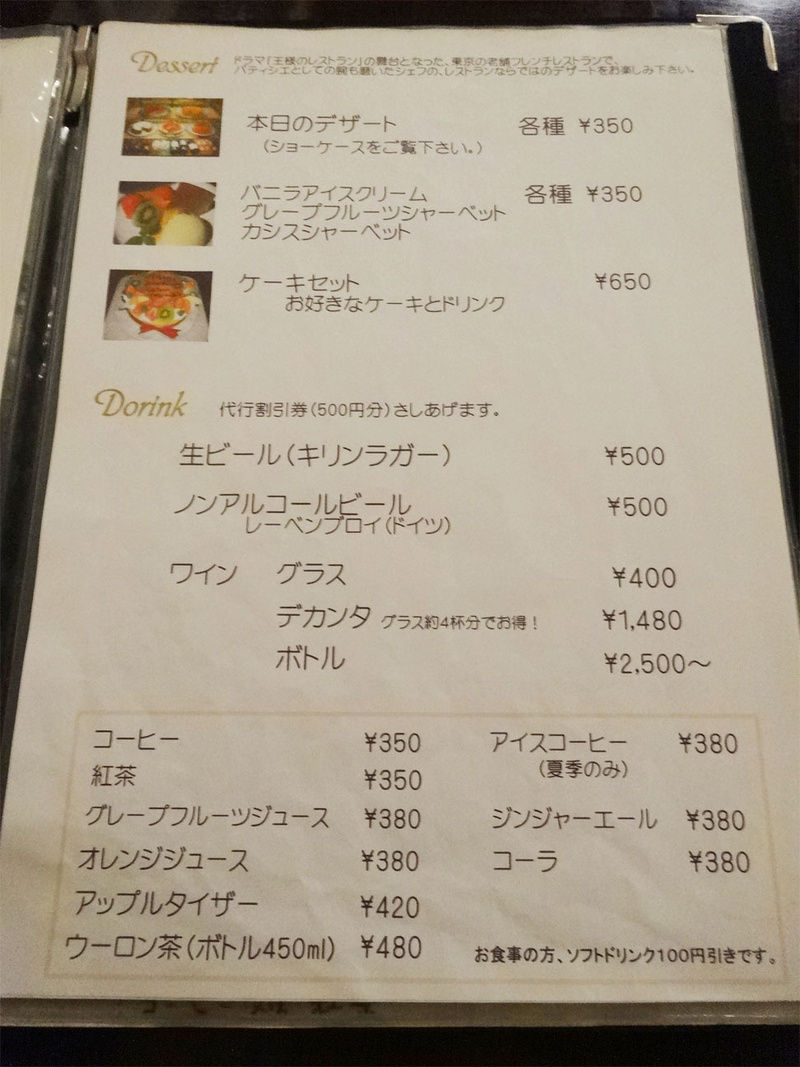 Dessert ドラマ「王様のレストラン」の舞台となった、東京の老舗フレンチレストランで、
パティシエとしての腕も磨いたシェフの、レストランならではのデザートをお楽しみ下さい。
本日のデザート 各種 ¥350
（ショーケースをご覧下さい。）
バニラアイスクリーム 各種 ¥350
グレープフルーツシャーベット
カシスシャーベット
ケーキセット ¥650
お好きなケーキとドリンク
Dorink 代行割引券（500円分）さしあげます。
生ビール（キリンラガー） ¥500
ノンアルコールビール ¥500
レーベンブロイ（ドイツ）
ワイン グラス ¥400
デカンタ グラス約4杯分でお得！ ¥1,480
ボトル ¥2,500～
コーヒー ¥350 アイスコーヒー ¥380
（夏季のみ）
紅茶 ¥350
グレープフルーツジュース ¥380 ジンジャーエール ¥380
オレンジジュース ¥380 コーラ ¥380
アップルタイザー ¥420
ウーロン茶（ボトル450ml） ¥480 お食事の方、ソフトドリンク100円引きです。